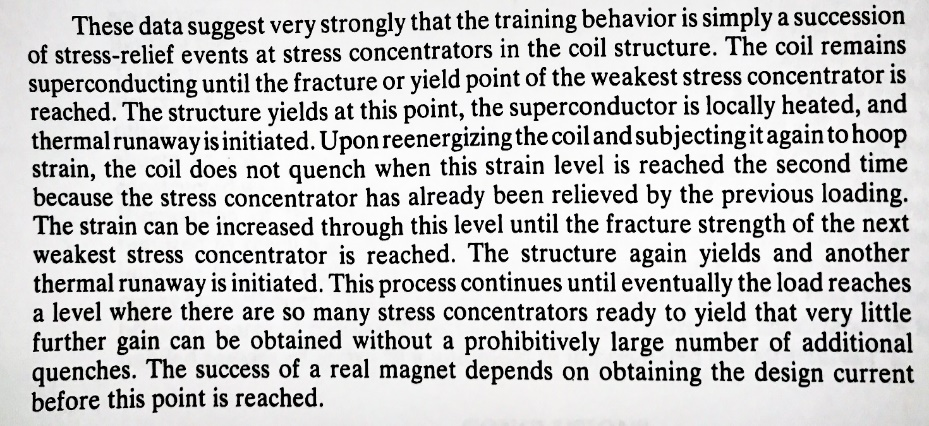 These data suggest very strongly that the training behavior is simply a succession
of stress-relief events at stress concentrators in the coil structure. The coil remains
superconducting until the fracture or yield point of the weakest stress concentrator is
reached. The structure yields at this point, the superconductor is locally heated, and
thermal runaway is initiated. Upon reenergizing the coil and subjecting it again to hoop
strain, the coil does not quench when this strain level is reached the second time
because the stress concentrator has already been relieved by the previous loading.
The strain can be increased through this level until the fracture strength of the next
weakest stress concentrator is reached. The structure again yields and another
thermal runaway is initiated. This process continues until eventually the load reaches
a level where there are so many stress concentrators ready to yield that very little
further gain can be obtained without a prohibitively large number of additional
quenches. The success of a real magnet depends on obtaining the design current
before this point is reached.